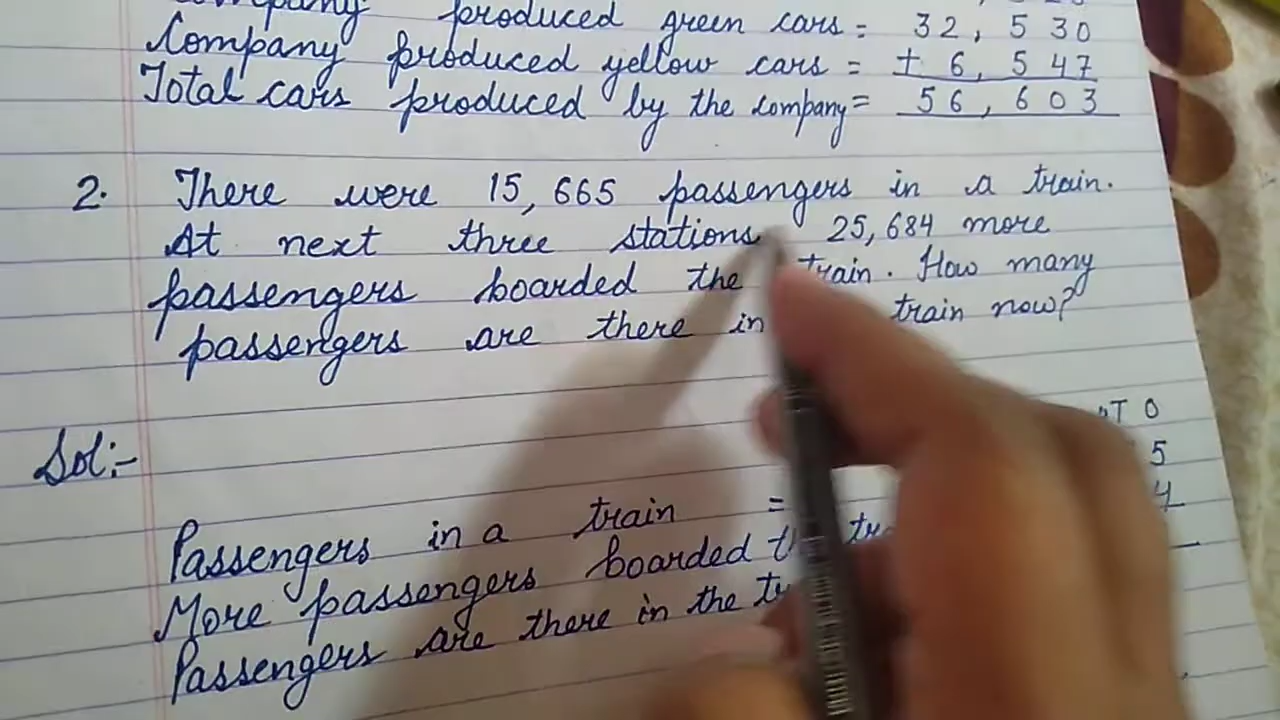 Company produced green cars = 32,530
Company produced yellow cars = + 6,547
Total cars produced by the company = 56,603
2. There were 15,665 passengers in a train.
At next three stations 25,684 more
passengers boarded the train. How many
passengers are there in train now?
Sol:-
T O
5
4
Passengers in a train =
More passengers boarded
Passengers are there in the